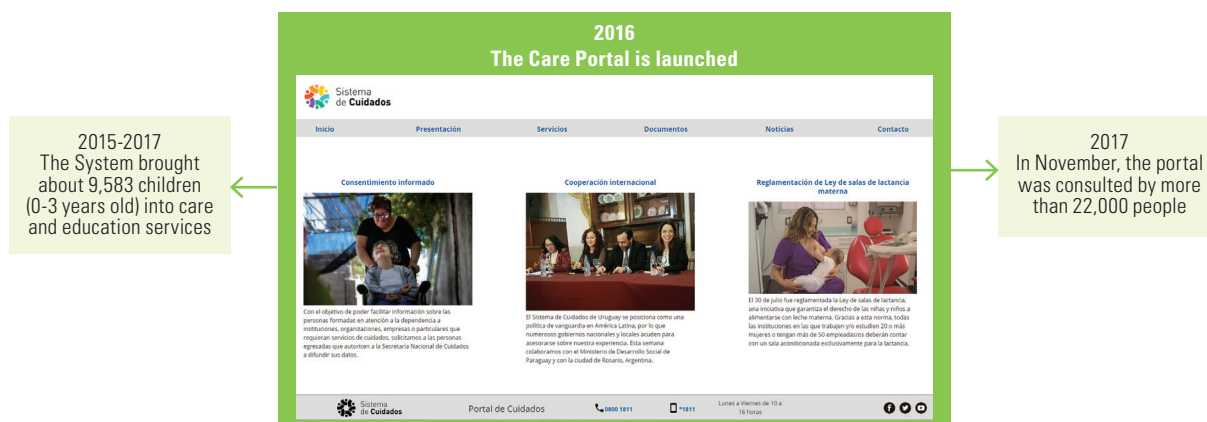 2016
The Care Portal is launched
Sistema
de Cuidados
Inicio
Presentación
Servicios
Documentos
Noticias
Contacto
2015-2017
The System brought
about 9,583 children
(0-3 years old) into care
and education services
Consentimiento informado
Con el objetivo de poder facilitar información sobre las
personas formadas en atención a la dependencia a
instituciones, organizaciones, empresas o particulares que
requieran servicios de cuidados, solicitamos a las personas
egresadas que autoricen a la Secretaría Nacional de Cuidados
a difundir sus datos.
Cooperación internacional
El Sistema de Cuidados de Uruguay se posiciona como una
política de vanguardia en América Latina, por lo que
numerosos gobiernos nacionales y locales acuden para
asesorarse sobre nuestra experiencia. Esta semana
colaboramos con el Ministerio de Desarrollo Social de
Paraguay y con la ciudad de Rosario, Argentina.
Reglamentación de Ley de salas de lactancia
materna
El 30 de julio fue reglamentada la Ley de salas de lactancia,
una iniciativa que garantiza el derecho de las niñas y niños a
alimentarse con leche materna. Gracias a esta norma, todas
las instituciones en las que trabajen y/o estudien 20 o más
mujeres o tengan más de 50 empleadas/os deberán contar
con un sala acondicionada exclusivamente para la lactancia.
2017
In November, the portal
was consulted by more
than 22,000 people
Sistema
de Cuidados
Portal de Cuidados
0800 1811
*1811
Lunes a Viernes de 10 a
16 horas